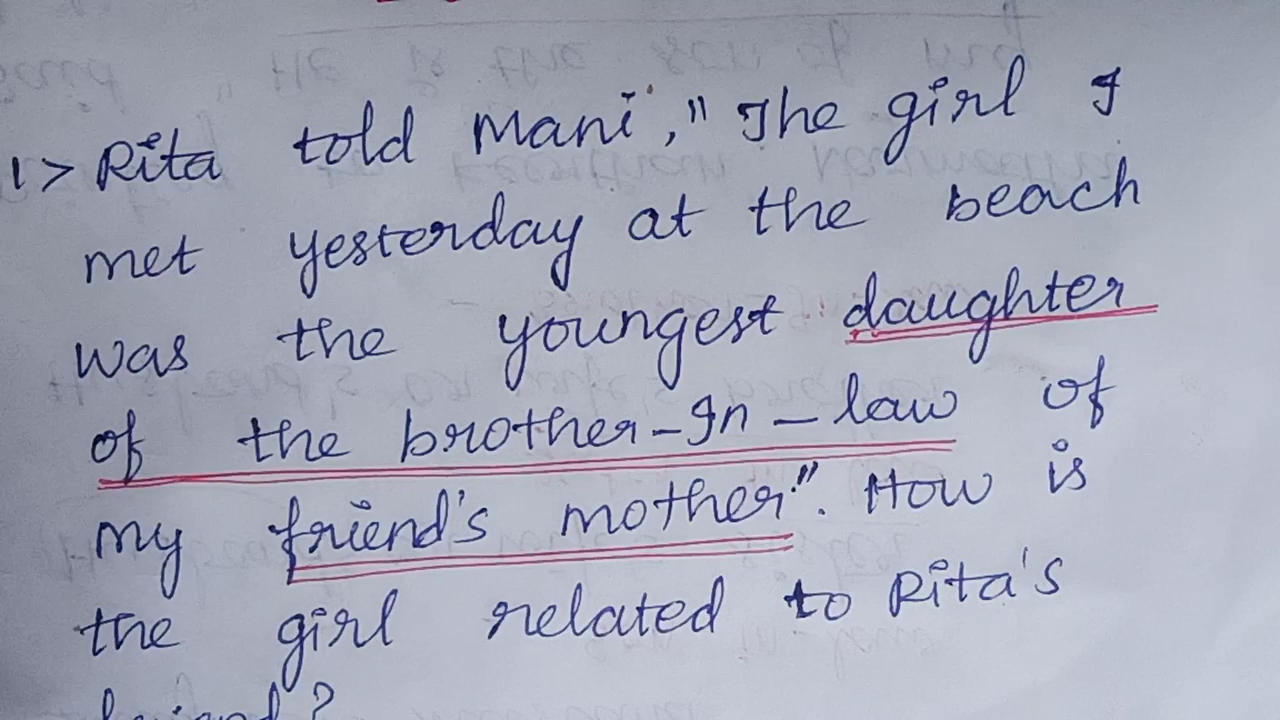 1> Rita told Mani," The girl I
met yesterday at the beach
was the youngest daughter
of the brother-In-law of
my friend's mother". How is
the girl related to Rita's
friend?